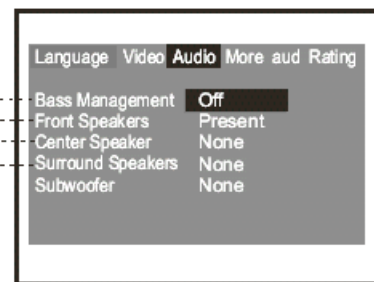 Language Video Audio More aud Rating
Bass Management Off
Front Speakers Present
Center Speaker None
Surround Speakers None
Subwoofer None